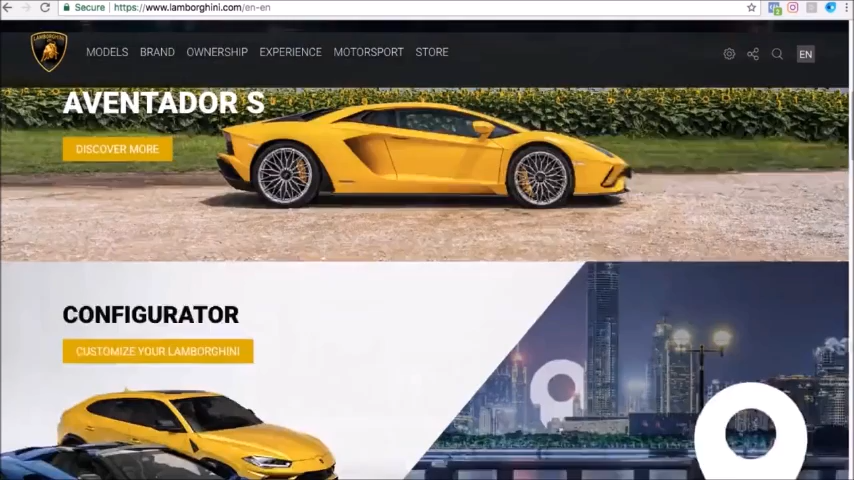 Secure
https://www.lamborghini.com/en-en
MODELS BRAND OWNERSHIP EXPERIENCE MOTORSPORT STORE
EN
AVENTADOR S
DISCOVER MORE
CONFIGURATOR
CUSTOMIZE YOUR LAMBORGHINI